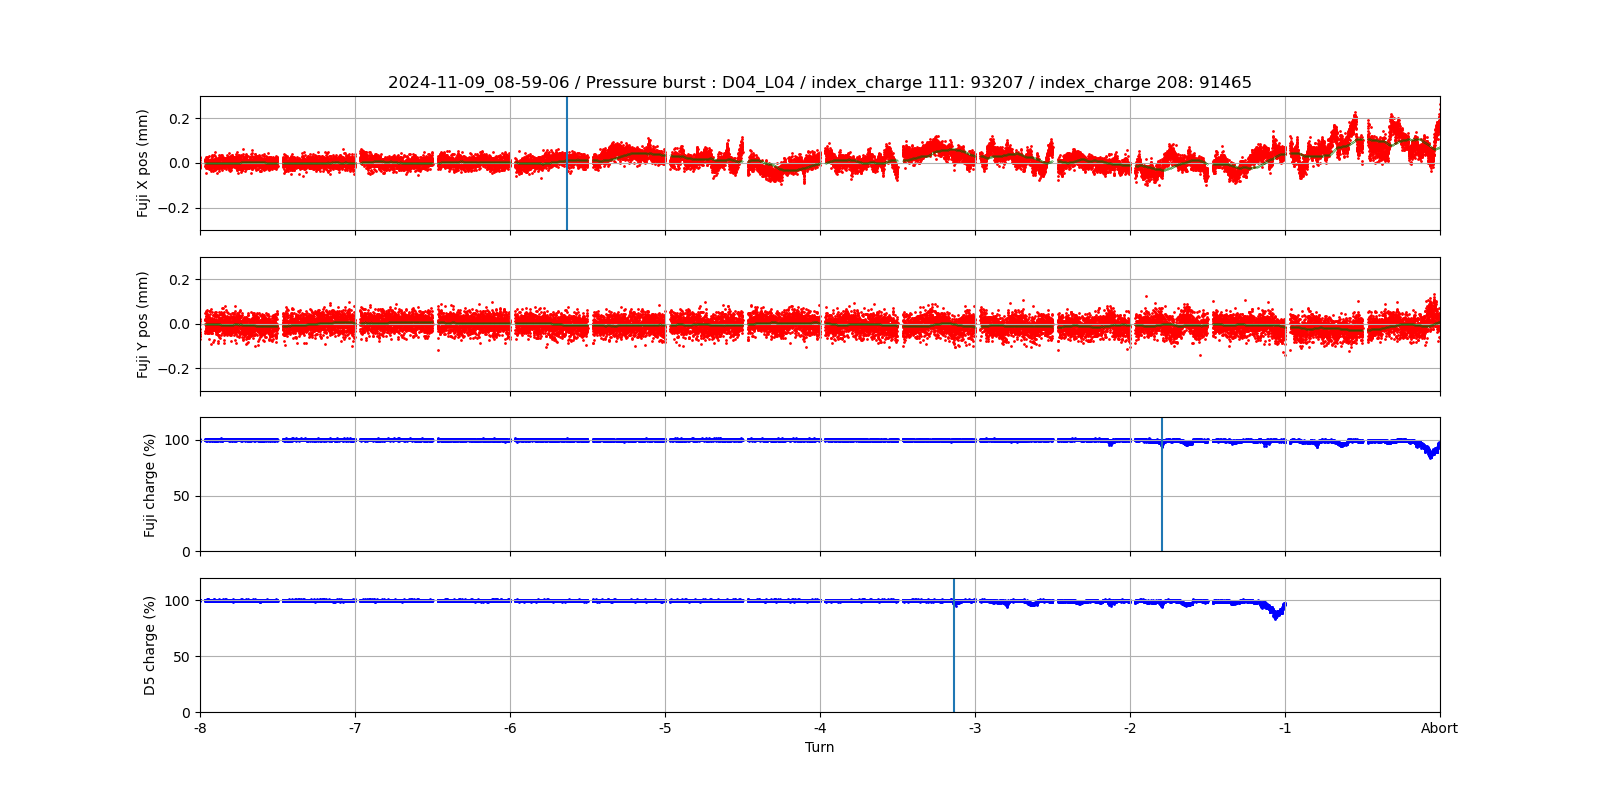 2024-11-09_08-59-06 / Pressure burst : D04_L04 / index_charge 111: 93207 / index_charge 208: 91465
Fuji X pos (mm)
0.2
0.0
−0.2
Fuji Y pos (mm)
0.2
0.0
−0.2
Fuji charge (%)
100
50
0
D5 charge (%)
100
50
0
-8 -7 -6 -5 -4 -3 -2 -1 Abort
Turn